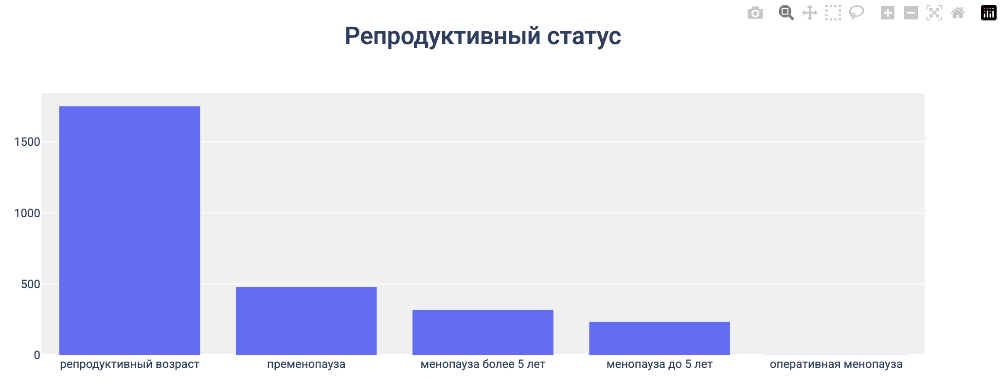 Репродуктивный статус
1500
1000
500
0
репродуктивный возраст
пременопауза
менопауза более 5 лет
менопауза до 5 лет
оперативная менопауза